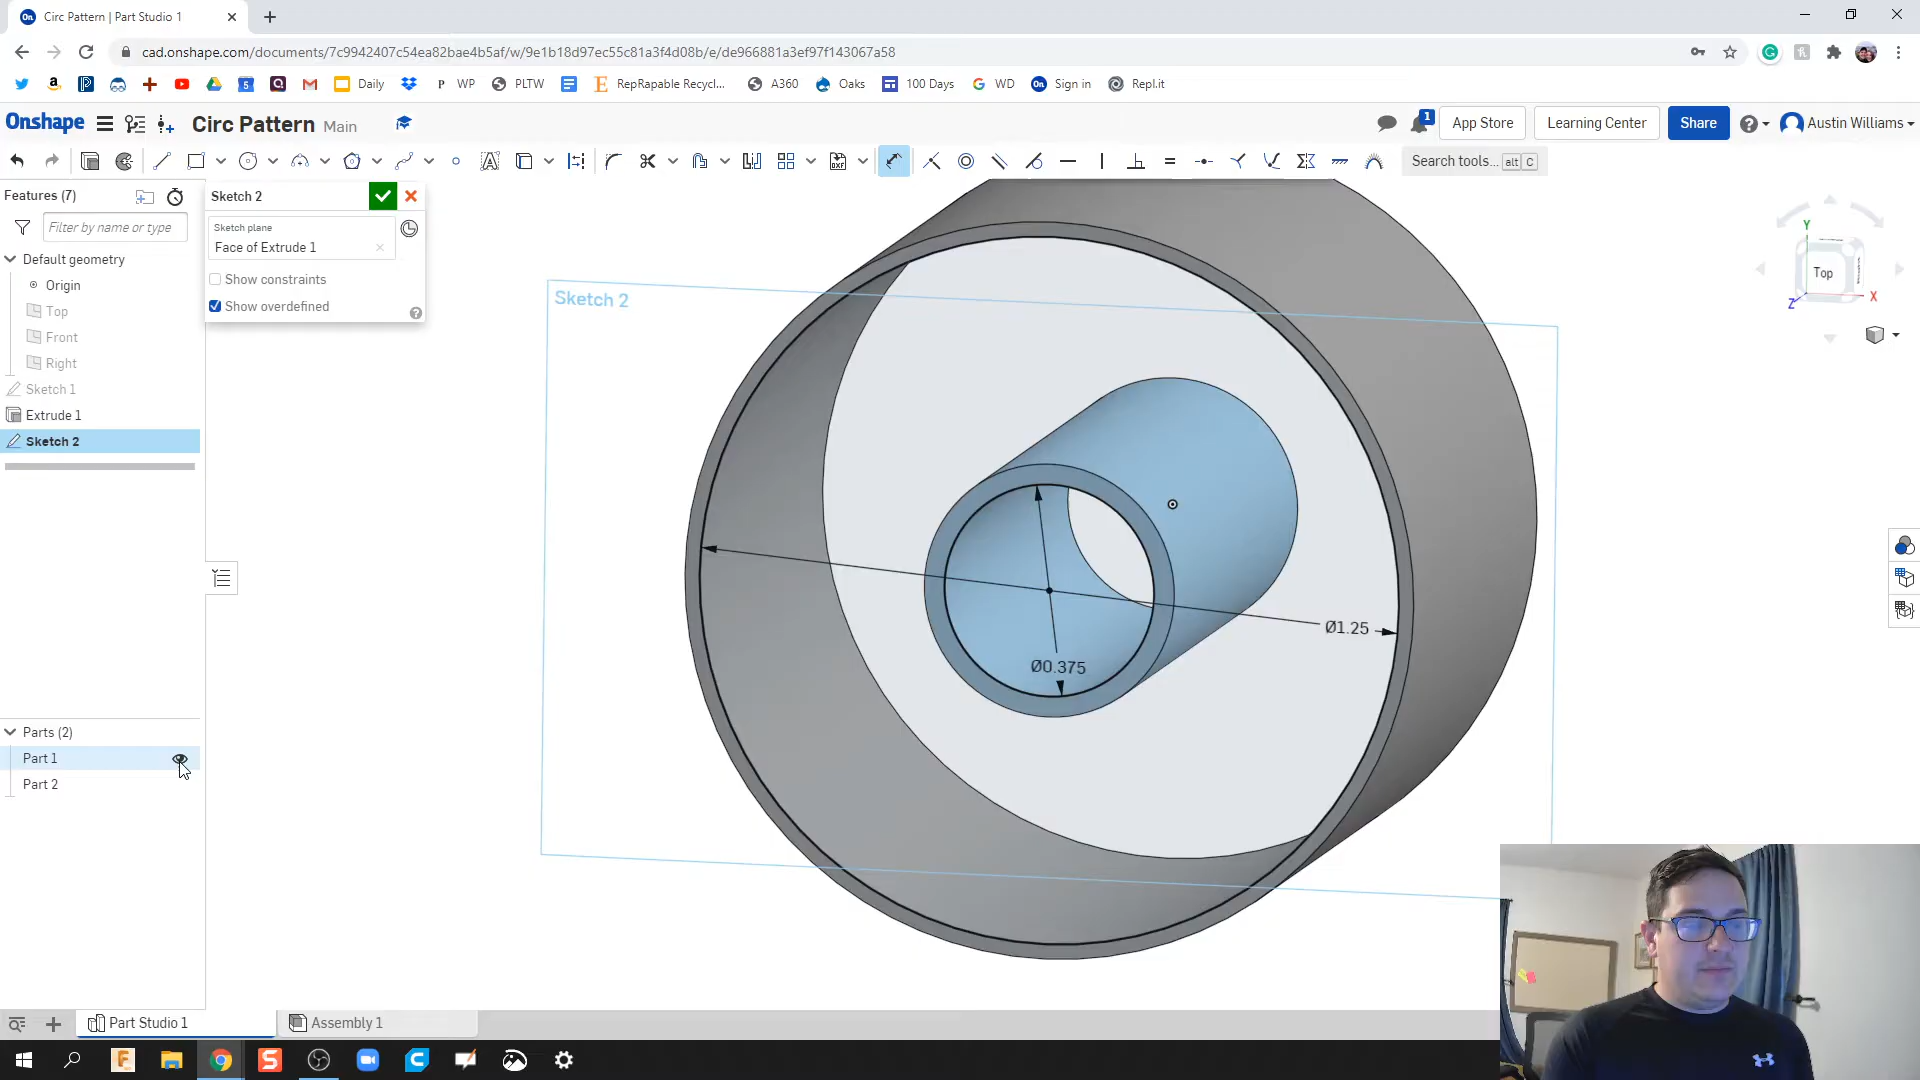 Circ Pattern | Part Studio 1
cad.onshape.com/documents/7c9942407c54ea82bae4b5af/w/9e1b18d97ec55c81a3f4d08b/e/de966881a3ef97f143067a58
Daily
P WP
PLTW
RepRapable Recycl...
A360
Oaks
100 Days
WD
Sign in
Repl.it
Onshape
Circ Pattern Main
1
App Store
Learning Center
Share
Austin Williams
Search tools... alt C
Features (7)
Filter by name or type
Default geometry
Origin
Top
Front
Right
Sketch 1
Extrude 1
Sketch 2
Sketch 2
Sketch plane
Face of Extrude 1
Show constraints
Show overdefined
Sketch 2
Ø1.25
Ø0.375
Y
Top
X
Z
Parts (2)
Part 1
Part 2
Part Studio 1
Assembly 1